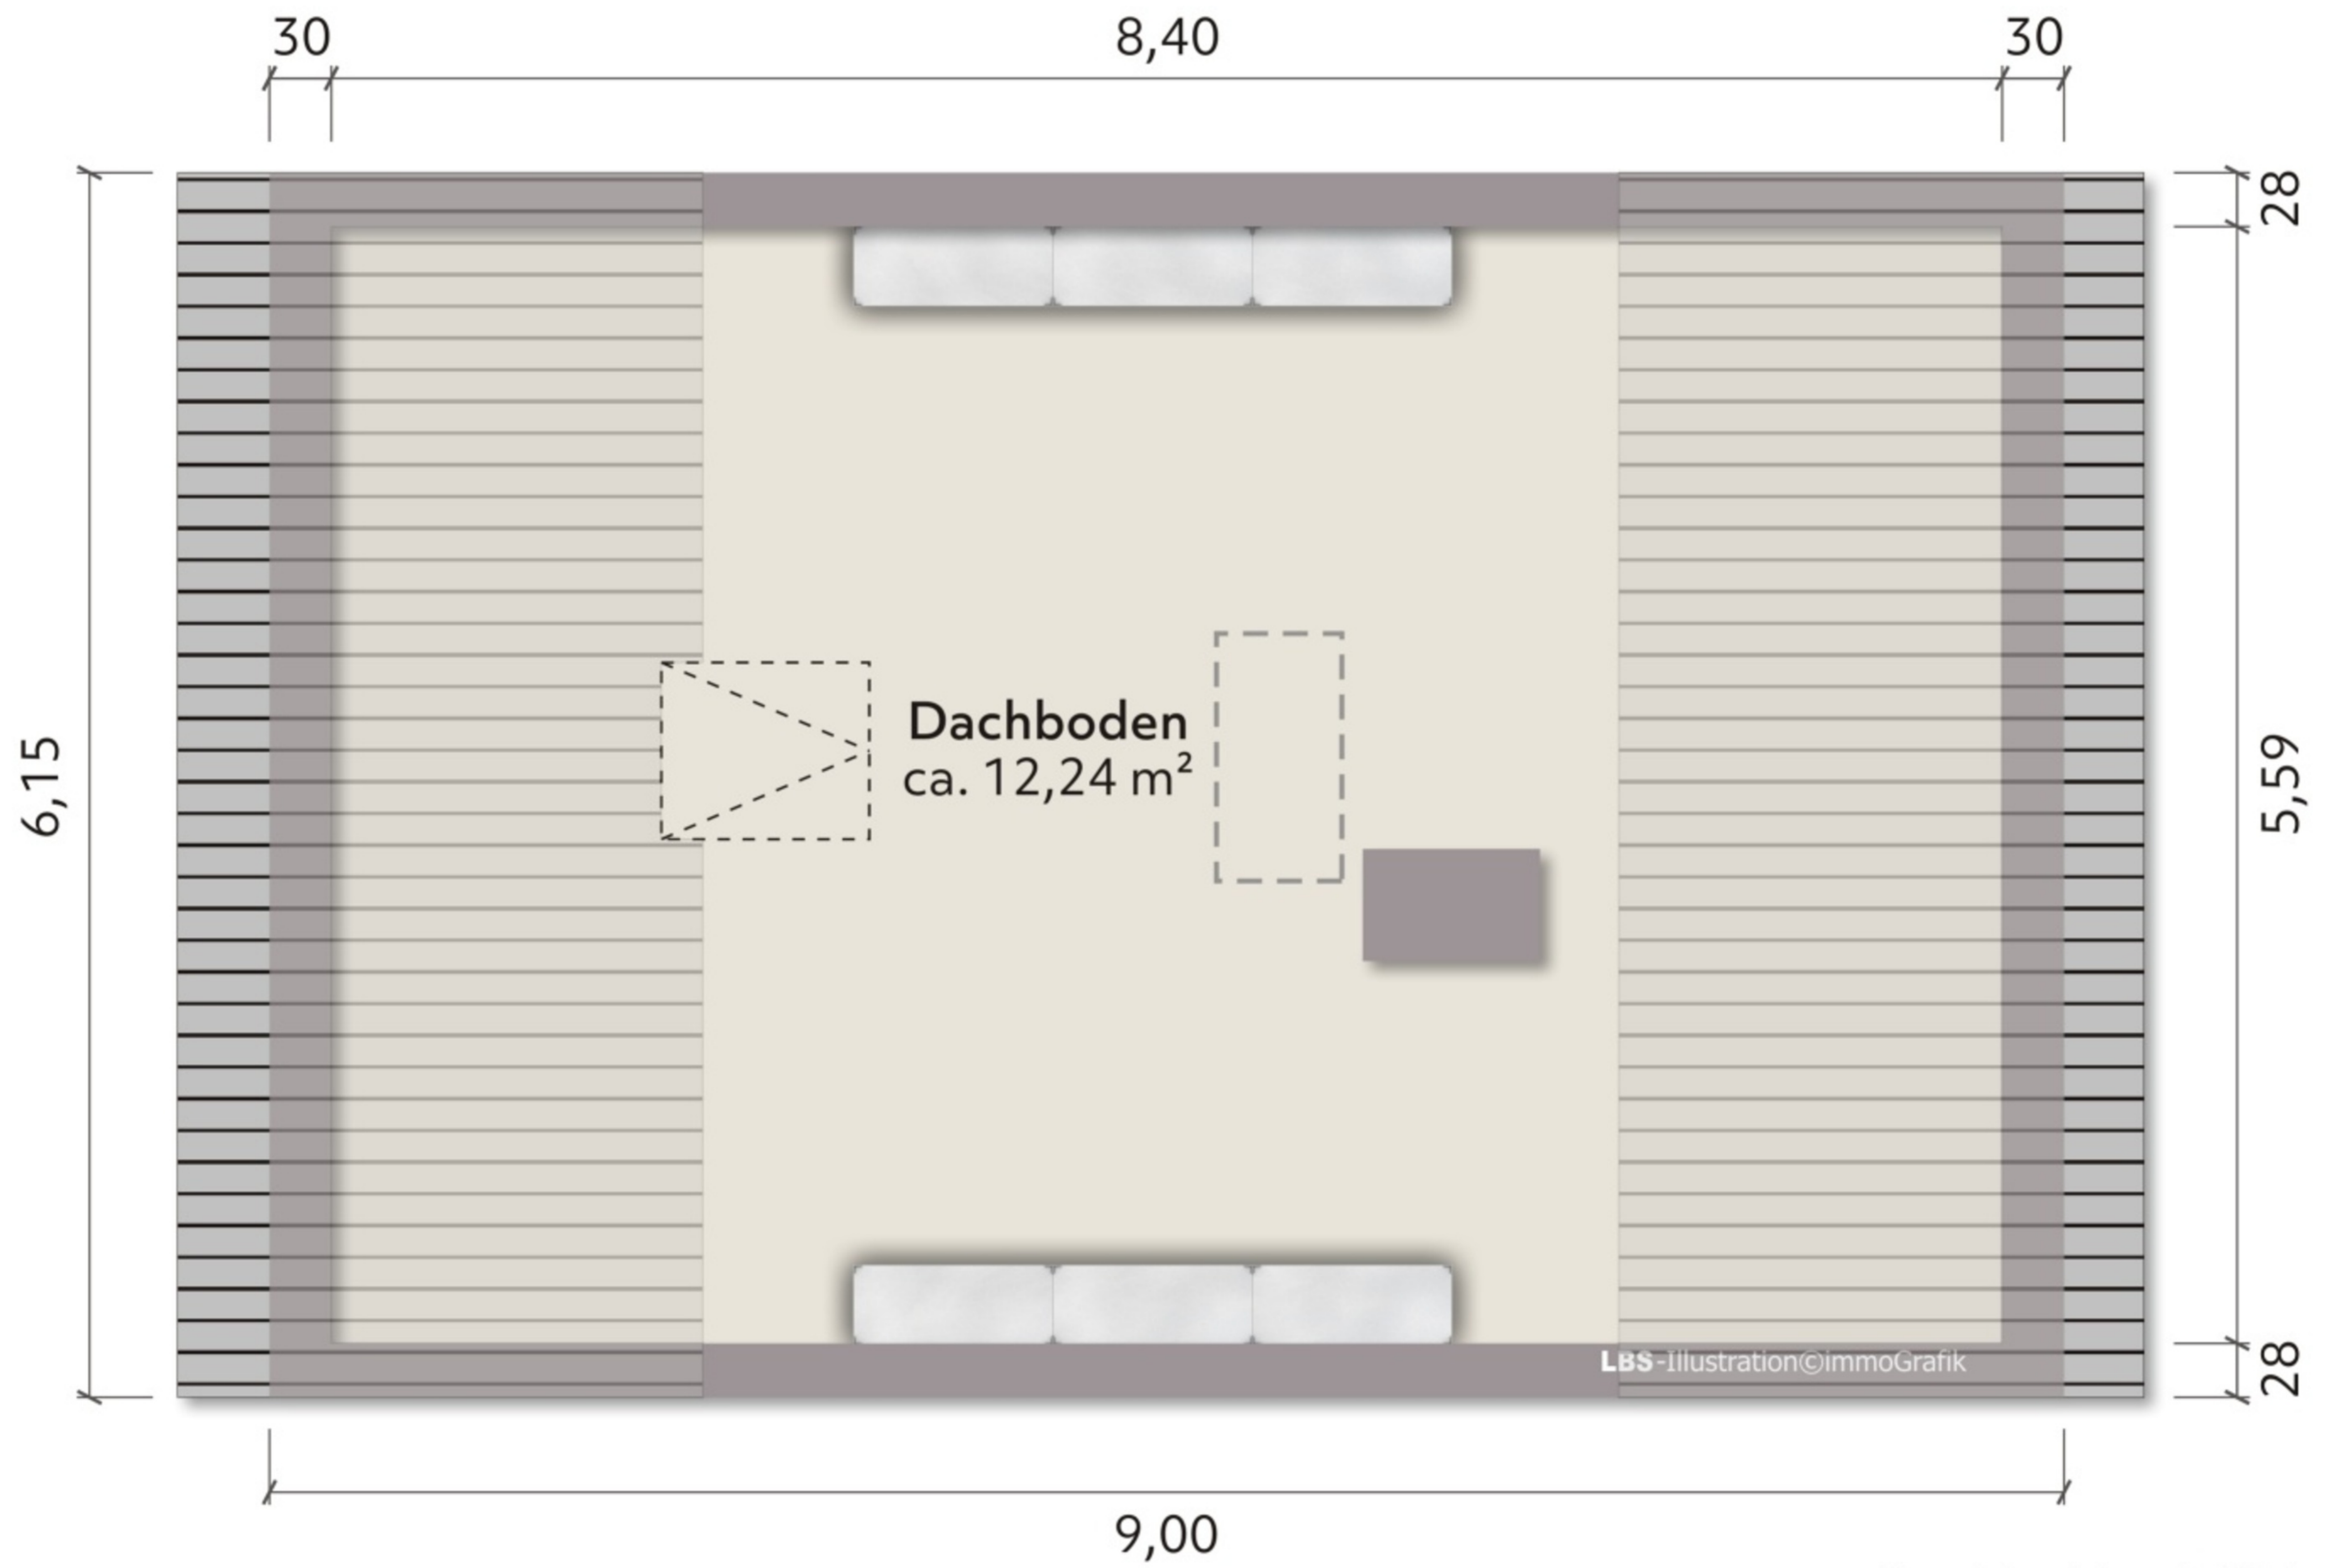 30
8,40
30
28
6,15
Dachboden
ca. 12,24 m²
5,59
28
LBS-Illustration©immoGrafik
9,00